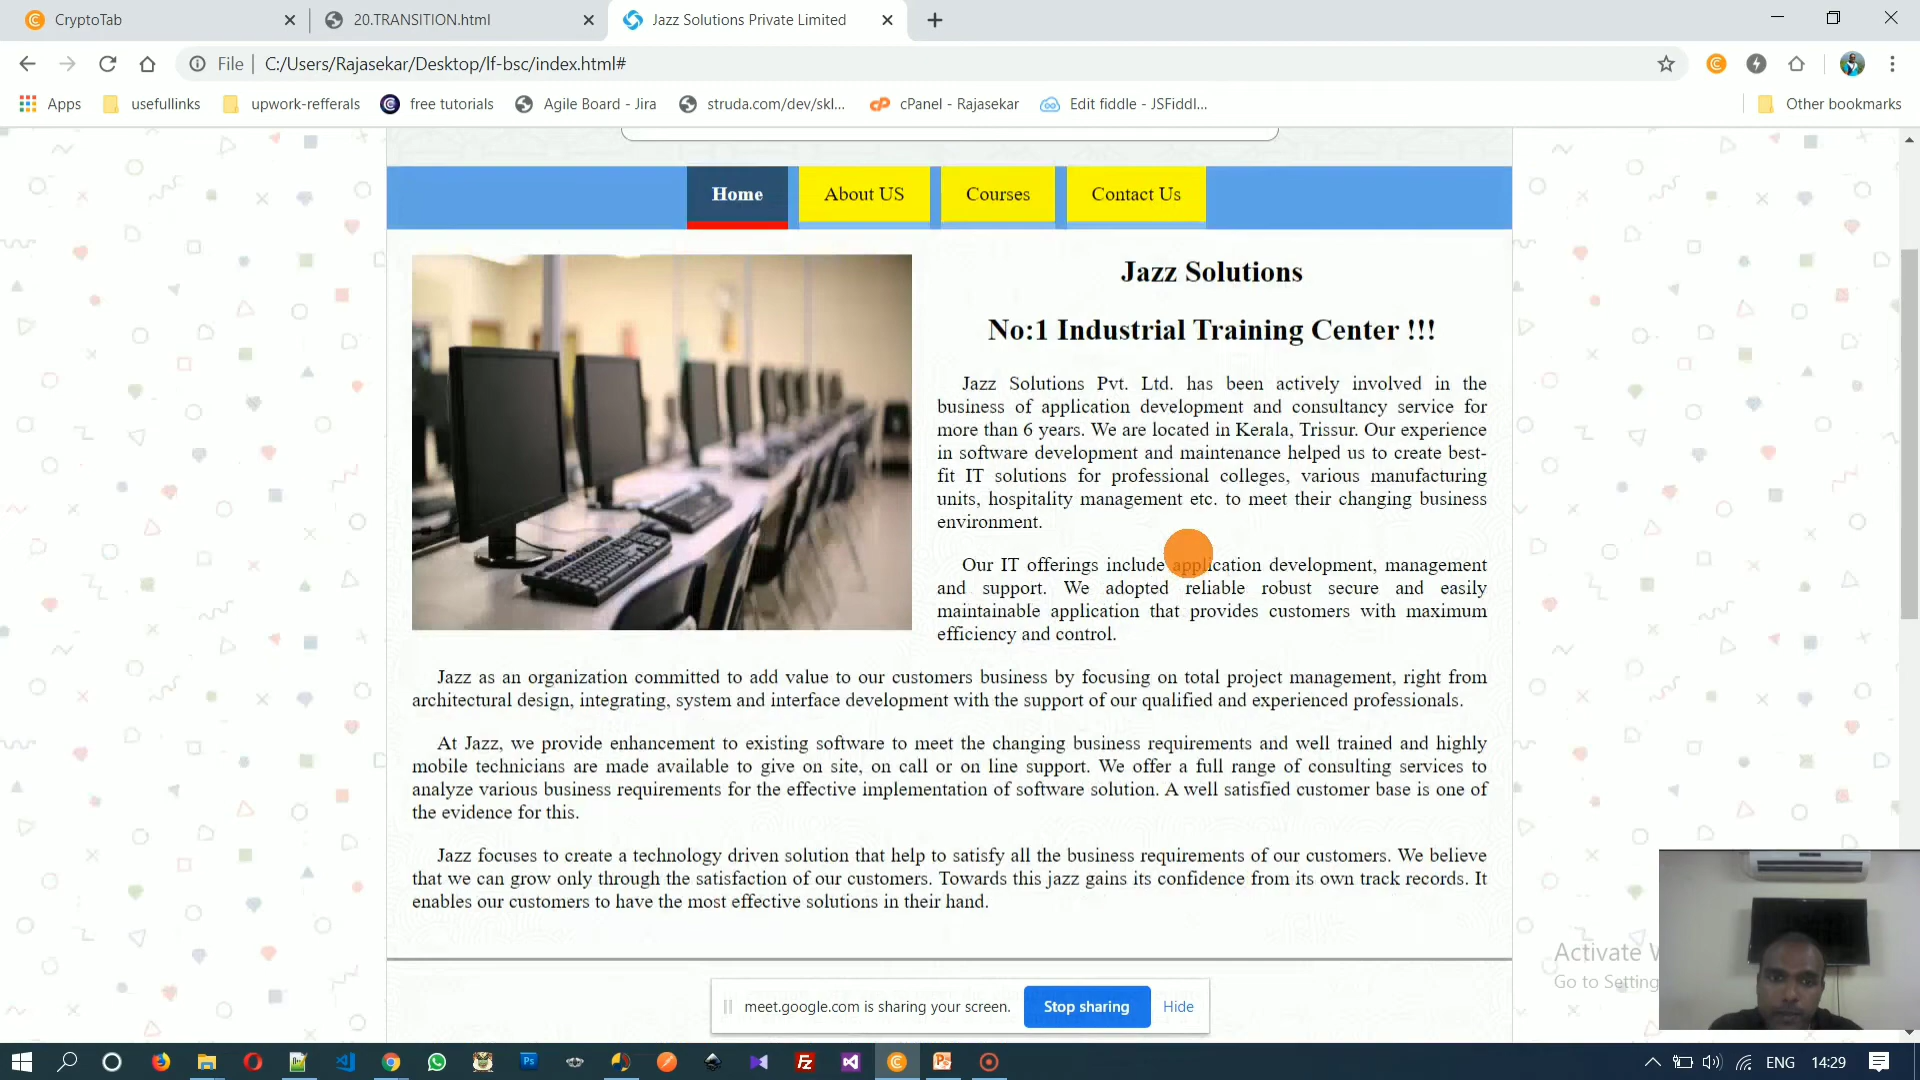 CryptoTab
20.TRANSITION.html
Jazz Solutions Private Limited
File
C:/Users/Rajasekar/Desktop/lf-bsc/index.html#
Apps
usefullinks
upwork-refferals
free tutorials
Agile Board - Jira
struda.com/dev/skl...
cPanel - Rajasekar
Edit fiddle - JSFiddl...
Other bookmarks
Home
About US
Courses
Contact Us
Jazz Solutions
No:1 Industrial Training Center !!!
Jazz Solutions Pvt. Ltd. has been actively involved in the
business of application development and consultancy service for
more than 6 years. We are located in Kerala, Trissur. Our experience
in software development and maintenance helped us to create best-
fit IT solutions for professional colleges, various manufacturing
units, hospitality management etc. to meet their changing business
environment.
Our IT offerings include application development, management
and support. We adopted reliable robust secure and easily
maintainable application that provides customers with maximum
efficiency and control.
Jazz as an organization committed to add value to our customers business by focusing on total project management, right from
architectural design, integrating, system and interface development with the support of our qualified and experienced professionals.
At Jazz, we provide enhancement to existing software to meet the changing business requirements and well trained and highly
mobile technicians are made available to give on site, on call or on line support. We offer a full range of consulting services to
analyze various business requirements for the effective implementation of software solution. A well satisfied customer base is one of
the evidence for this.
Jazz focuses to create a technology driven solution that help to satisfy all the business requirements of our customers. We believe
that we can grow only through the satisfaction of our customers. Towards this jazz gains its confidence from its own track records. It
enables our customers to have the most effective solutions in their hand.
Activate
Go to Setting
meet.google.com is sharing your screen.
Stop sharing
Hide
ENG
14:29